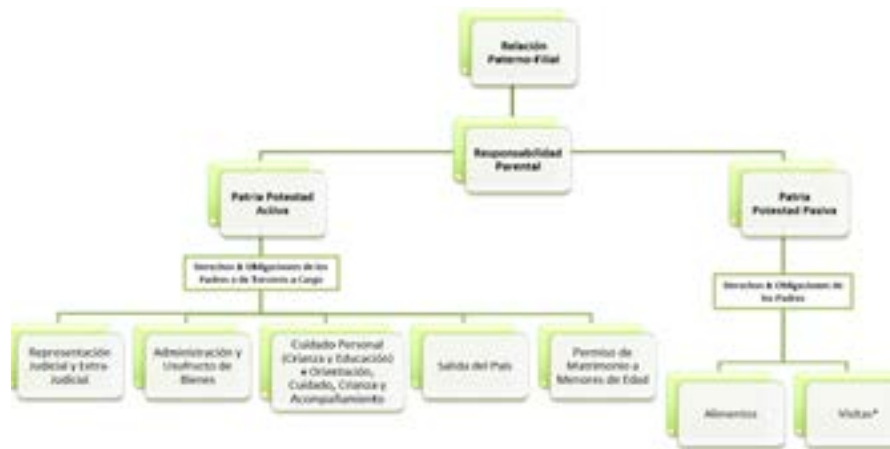 Relación
Paterno-Filial
Responsabilidad
Parental
Patria Potestad
Activa
Patria
Potestad Pasiva
Derechos & Obligaciones de los
Padres o de Terceros a Cargo
Derechos & Obligaciones de
los Padres
Representación
Judicial y Extra-
Judicial
Administración y
Usufructo de
Bienes
Cuidado Personal
(Crianza y Educación)
+ Orientación,
Cuidado, Crianza y
Acompañamiento
Salida del País
Permiso de
Matrimonio a
Menores de Edad
Alimentos
Visitas*